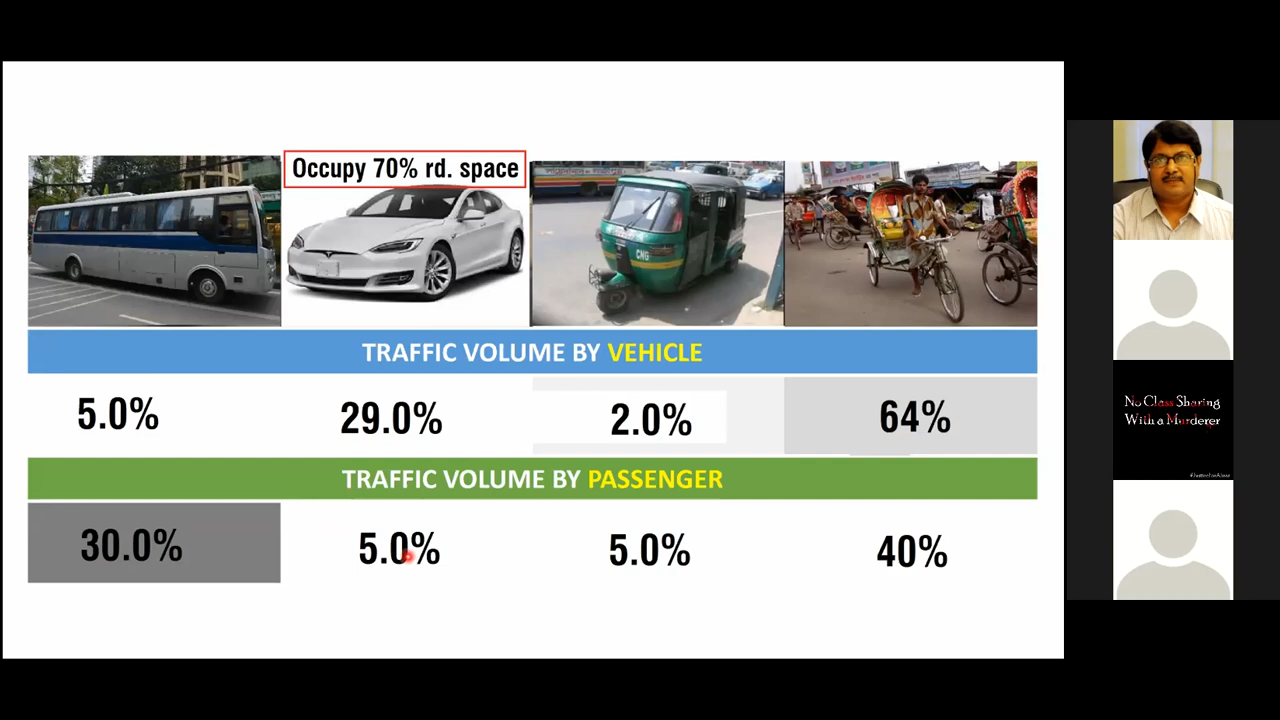 Occupy 70% rd. space
CNG
TRAFFIC VOLUME BY VEHICLE
5.0% 29.0% 2.0% 64%
TRAFFIC VOLUME BY PASSENGER
30.0% 5.0% 5.0% 40%
No Class Sharing
With a Murderer